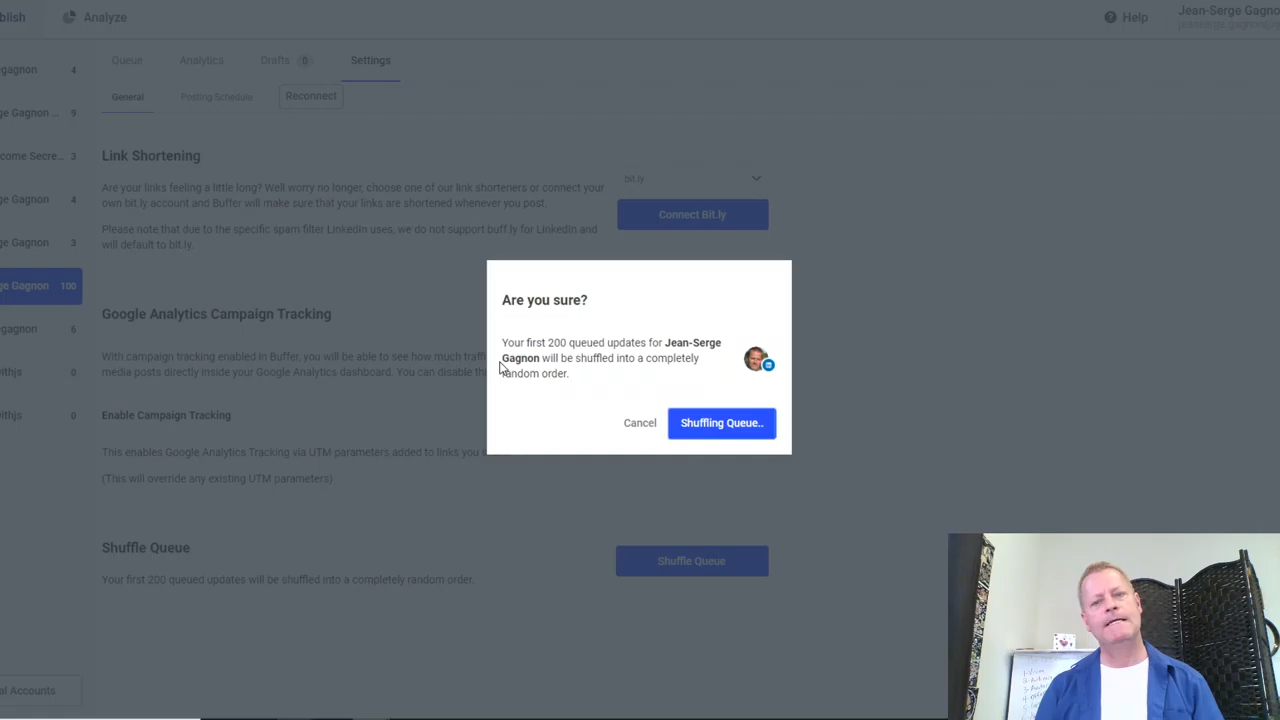 blish
Analyze
Help
Jean-Serge Gagno
Queue
Analytics
Drafts 0
Settings
General
Posting Schedule
Reconnect
gagnon 4
ge Gagnon ... 9
come Secre... 3
ge Gagnon 4
ge Gagnon 3
ge Gagnon 100
gagnon 6
ithjs 0
ithjs 0
al Accounts
Link Shortening
Are your links feeling a little long? Well worry no longer, choose one of our link shorteners or connect your
own bit.ly account and Buffer will make sure that your links are shortened whenever you post.
Please note that due to the specific spam filter LinkedIn uses, we do not support buff.ly for LinkedIn and
will default to bit.ly.
bit.ly
Connect Bit.ly
Google Analytics Campaign Tracking
With campaign tracking enabled in Buffer, you will be able to see how much traff
media posts directly inside your Google Analytics dashboard. You can disable th
Enable Campaign Tracking
This enables Google Analytics Tracking via UTM parameters added to links you s
(This will override any existing UTM parameters)
Shuffle Queue
Your first 200 queued updates will be shuffled into a completely random order.
Shuffle Queue
Are you sure?
Your first 200 queued updates for Jean-Serge
Gagnon will be shuffled into a completely
random order.
Cancel
Shuffling Queue..